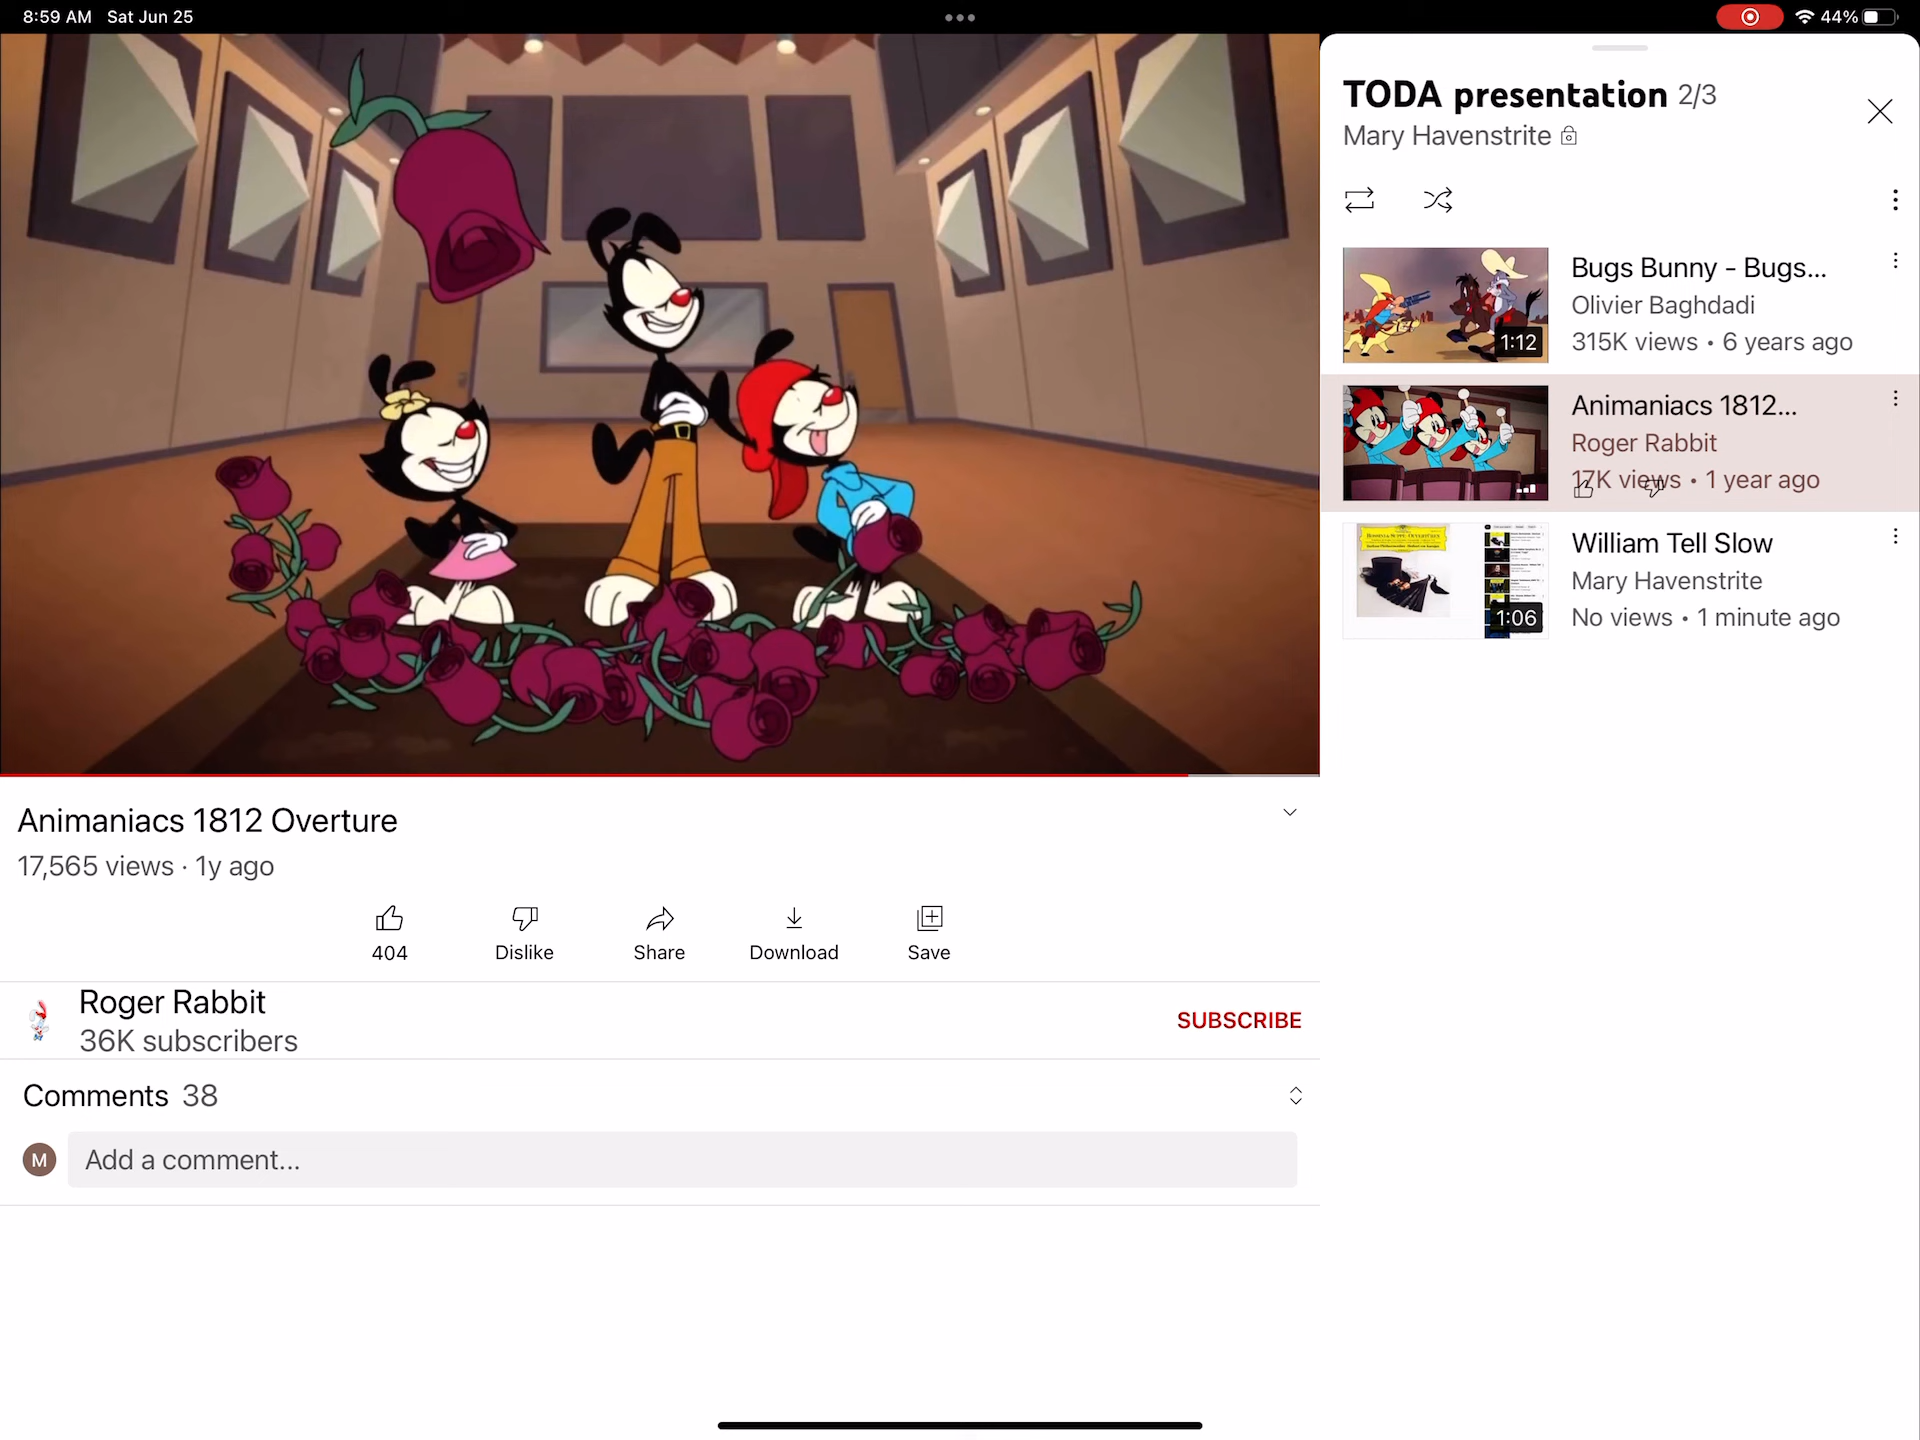 8:59 AM Sat Jun 25
44%
TODA presentation 2/3
Mary Havenstrite
Bugs Bunny - Bugs...
Olivier Baghdadi
315K views • 6 years ago
1:12
Animaniacs 1812...
Roger Rabbit
17K views • 1 year ago
William Tell Slow
Mary Havenstrite
No views • 1 minute ago
1:06
Animaniacs 1812 Overture
17,565 views · 1y ago
404
Dislike
Share
Download
Save
Roger Rabbit
36K subscribers
SUBSCRIBE
Comments 38
M
Add a comment...